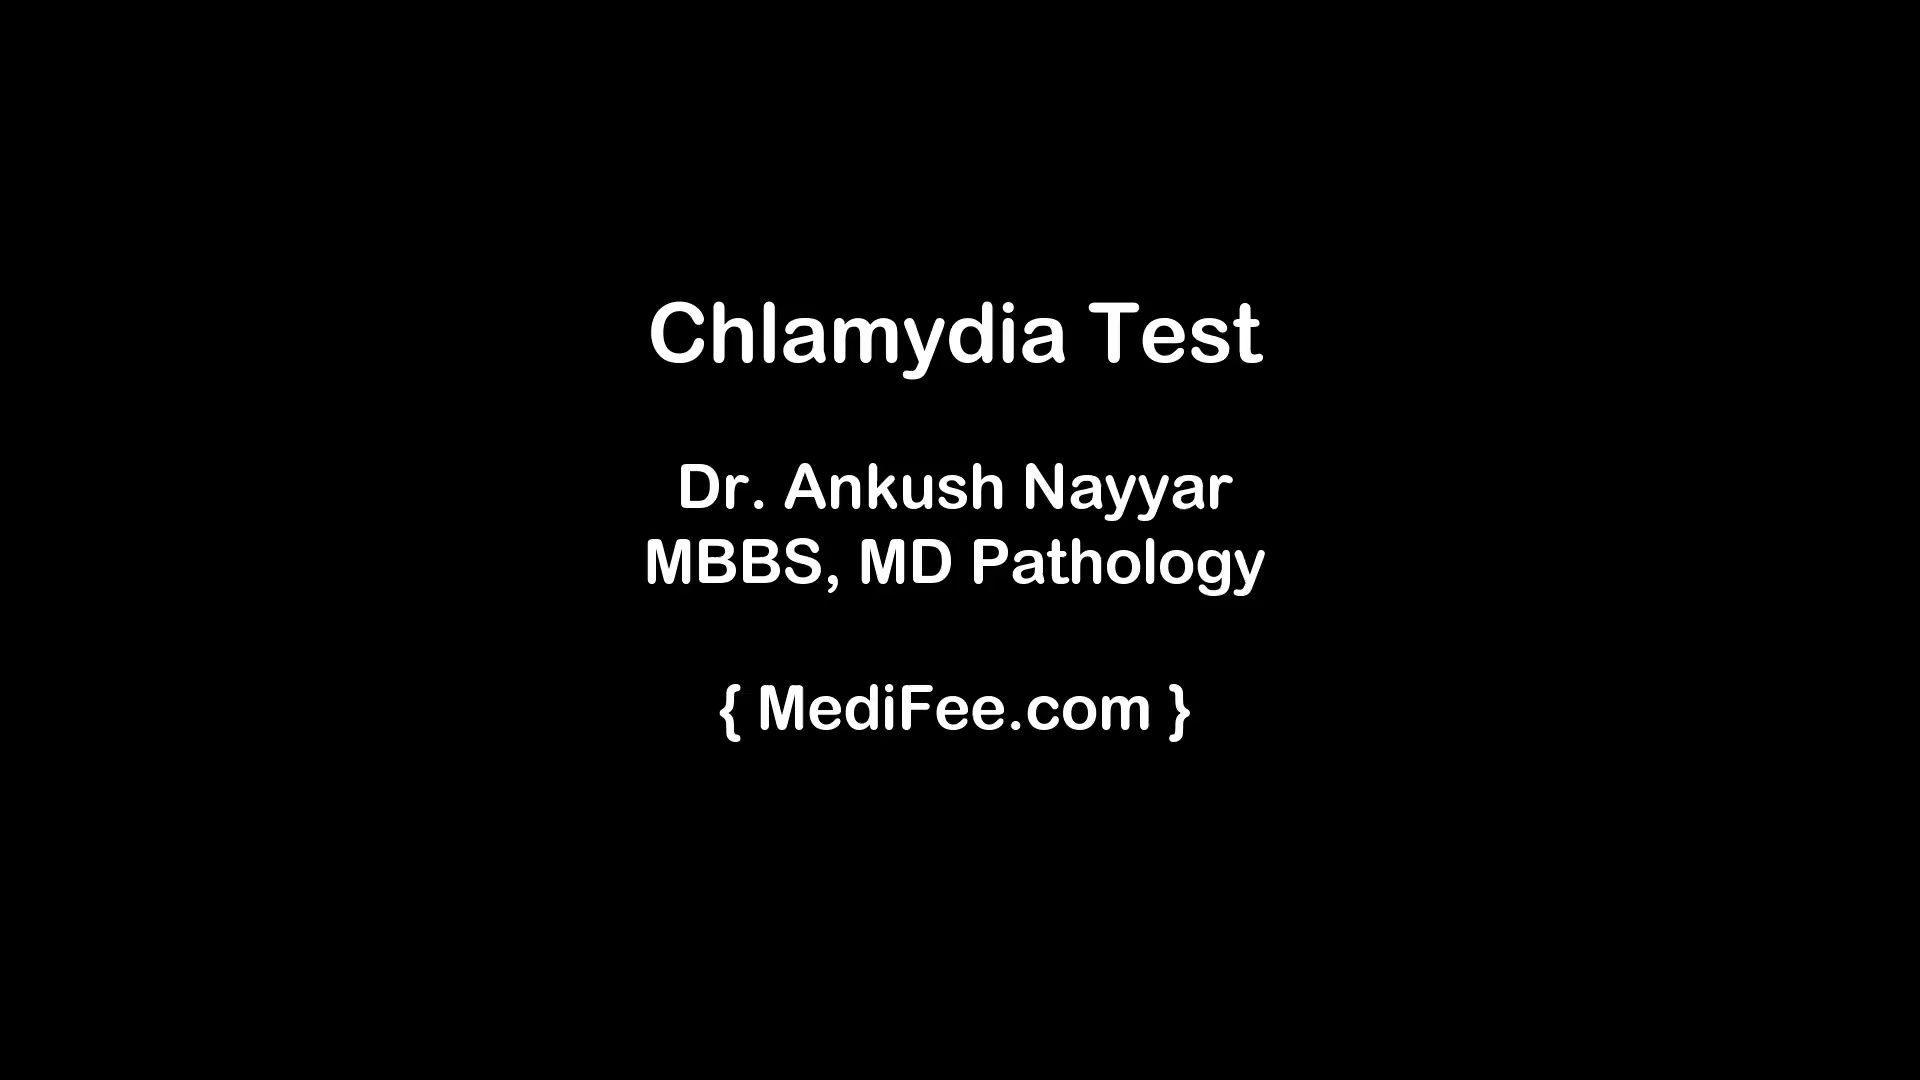 Chlamydia Test
Dr. Ankush Nayyar
MBBS, MD Pathology
{ MediFee.com }